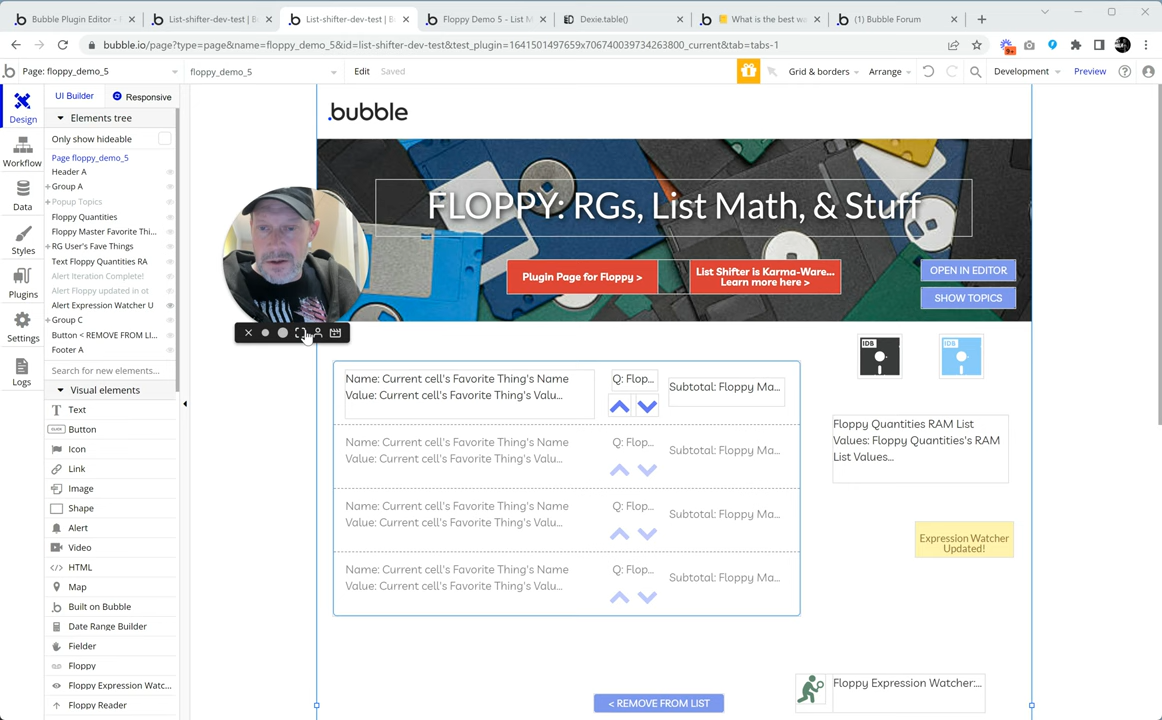 Bubble Plugin Editor -
List-shifter-dev-test | B
List-shifter-dev-test | B
Floppy Demo 5 - List M
Dexie.table()
What is the best wa
(1) Bubble Forum
bubble.io/page?type=page&name=floppy_demo_5&id=list-shifter-dev-test&test_plugin=1641501497659x706740039734263800_current&tab=tabs-1
9+
Page: floppy_demo_5
floppy_demo_5
Edit
Saved
Grid & borders
Arrange
Development
Preview
Design
Workflow
Data
Styles
Plugins
Settings
Logs
UI Builder
Responsive
Elements tree
Only show hideable
Page floppy_demo_5
Header A
Group A
Popup Topics
Floppy Quantities
Floppy Master Favorite Thi...
RG User's Fave Things
Text Floppy Quantities RA
Alert Iteration Complete!
Alert Floppy updated in ot
Alert Expression Watcher U
Group C
Button < REMOVE FROM LI...
Footer A
Search for new elements...
Visual elements
Text
Button
Icon
Link
Image
Shape
Alert
Video
HTML
Map
Built on Bubble
Date Range Builder
Fielder
Floppy
Floppy Expression Watc...
Floppy Reader
.bubble
FLOPPY: RGs, List Math, & Stuff
Plugin Page for Floppy >
List Shifter is Karma-Ware...
Learn more here >
OPEN IN EDITOR
SHOW TOPICS
IDB
IDB
Name: Current cell's Favorite Thing's Name
Value: Current cell's Favorite Thing's Valu...
Q: Flop...
Subtotal: Floppy Ma...
Name: Current cell's Favorite Thing's Name
Value: Current cell's Favorite Thing's Valu...
Q: Flop...
Subtotal: Floppy Ma...
Name: Current cell's Favorite Thing's Name
Value: Current cell's Favorite Thing's Valu...
Q: Flop...
Subtotal: Floppy Ma...
Name: Current cell's Favorite Thing's Name
Value: Current cell's Favorite Thing's Valu...
Q: Flop...
Subtotal: Floppy Ma...
Floppy Quantities RAM List
Values: Floppy Quantities's RAM
List Values...
Expression Watcher
Updated!
< REMOVE FROM LIST
Floppy Expression Watcher:...